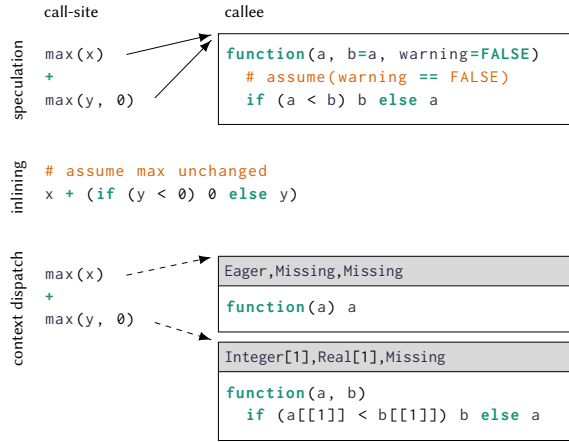 call-site callee
speculation
max(x)
+
max(y, 0)
function(a, b=a, warning=FALSE)
# assume(warning == FALSE)
if (a < b) b else a
inlining
# assume max unchanged
x + (if (y < 0) 0 else y)
context dispatch
max(x)
+
max(y, 0)
Eager,Missing,Missing
function(a) a
Integer[1],Real[1],Missing
function(a, b)
if (a[[1]] < b[[1]]) b else a